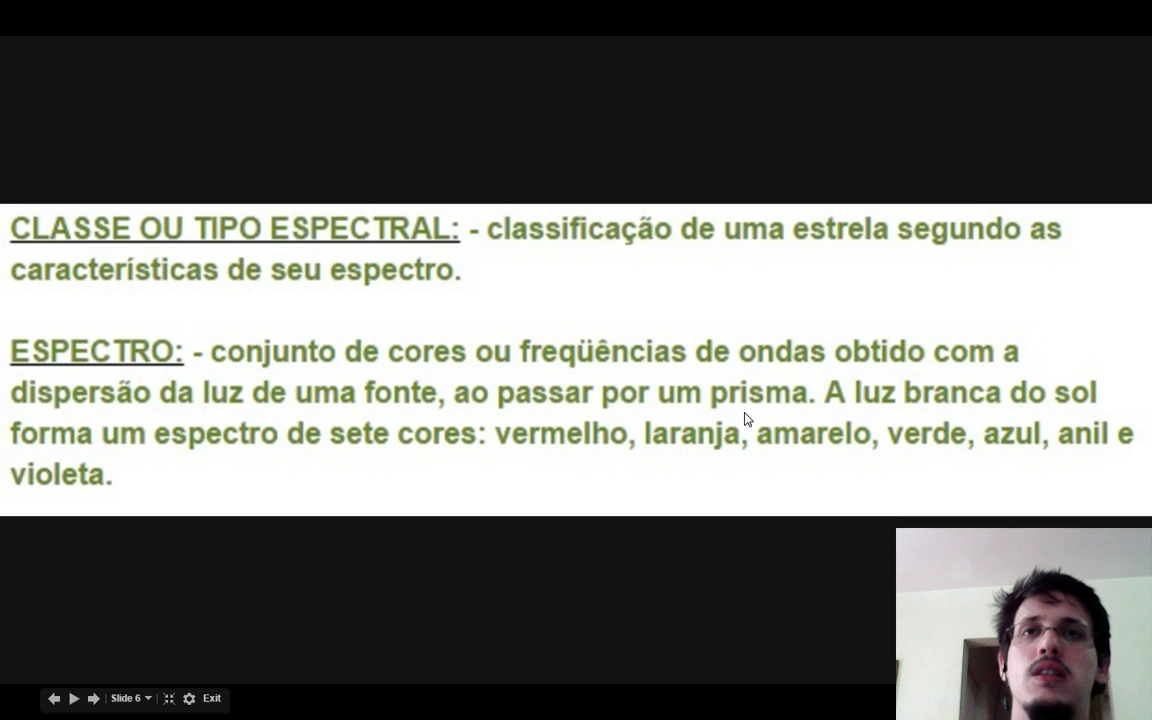 CLASSE OU TIPO ESPECTRAL: - classificação de uma estrela segundo as
características de seu espectro.
ESPECTRO: - conjunto de cores ou freqüências de ondas obtido com a
dispersão da luz de uma fonte, ao passar por um prisma. A luz branca do sol
forma um espectro de sete cores: vermelho, laranja, amarelo, verde, azul, anil e
violeta.
Slide 6 Exit